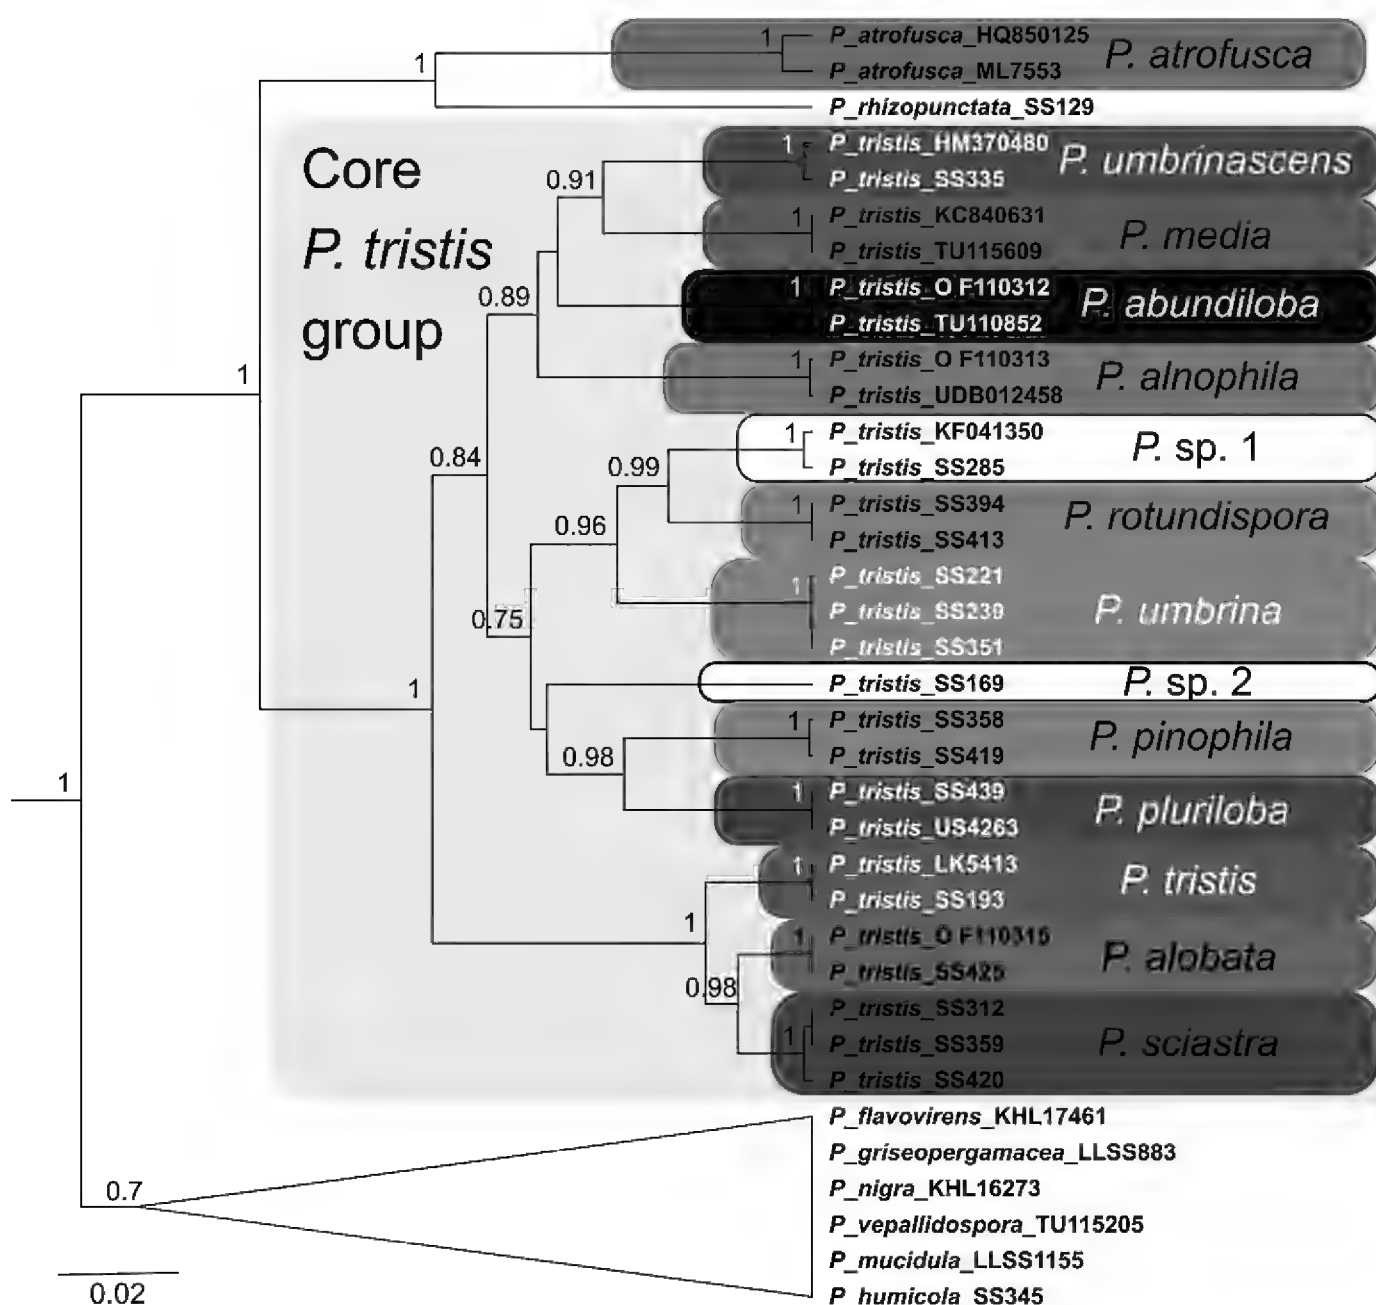 1
P_atrofusca_HQ850125
P_atrofusca_ML7553
P. atrofusca
1
P_rhizopunctata_SS129
Core
P. tristis
group
1
P_tristis_HM370480
P_tristis_SS335
P. umbrinascens
0.91
1
P_tristis_KC840631
P_tristis_TU115609
P. media
0.89
1
P_tristis_O F110312
P_tristis_TU110852
P. abundiloba
1
P_tristis_O F110313
P_tristis_UDB012458
P. alnophila
1
0.84
1
P_tristis_KF041350
P_tristis_SS285
P. sp. 1
0.99
1
P_tristis_SS394
P_tristis_SS413
P. rotundispora
0.96
1
P_tristis_SS221
P_tristis_SS239
P_tristis_SS351
P. umbrina
0.75
P_tristis_SS169
P. sp. 2
1
1
P_tristis_SS358
P_tristis_SS419
P. pinophila
0.98
1
P_tristis_SS439
P_tristis_US4263
P. pluriloba
1
1
P_tristis_LK5413
P_tristis_SS193
P. tristis
1
1
P_tristis_O F110315
P_tristis_SS425
P. alobata
0.98
1
P_tristis_SS312
P_tristis_SS359
P_tristis_SS420
P. sciastra
0.7
P_flavovirens_KHL17461
P_griseopergamacea_LLSS883
P_nigra_KHL16273
P_vepallidospora_TU115205
P_mucidula_LLSS1155
P_humicola_SS345
0.02